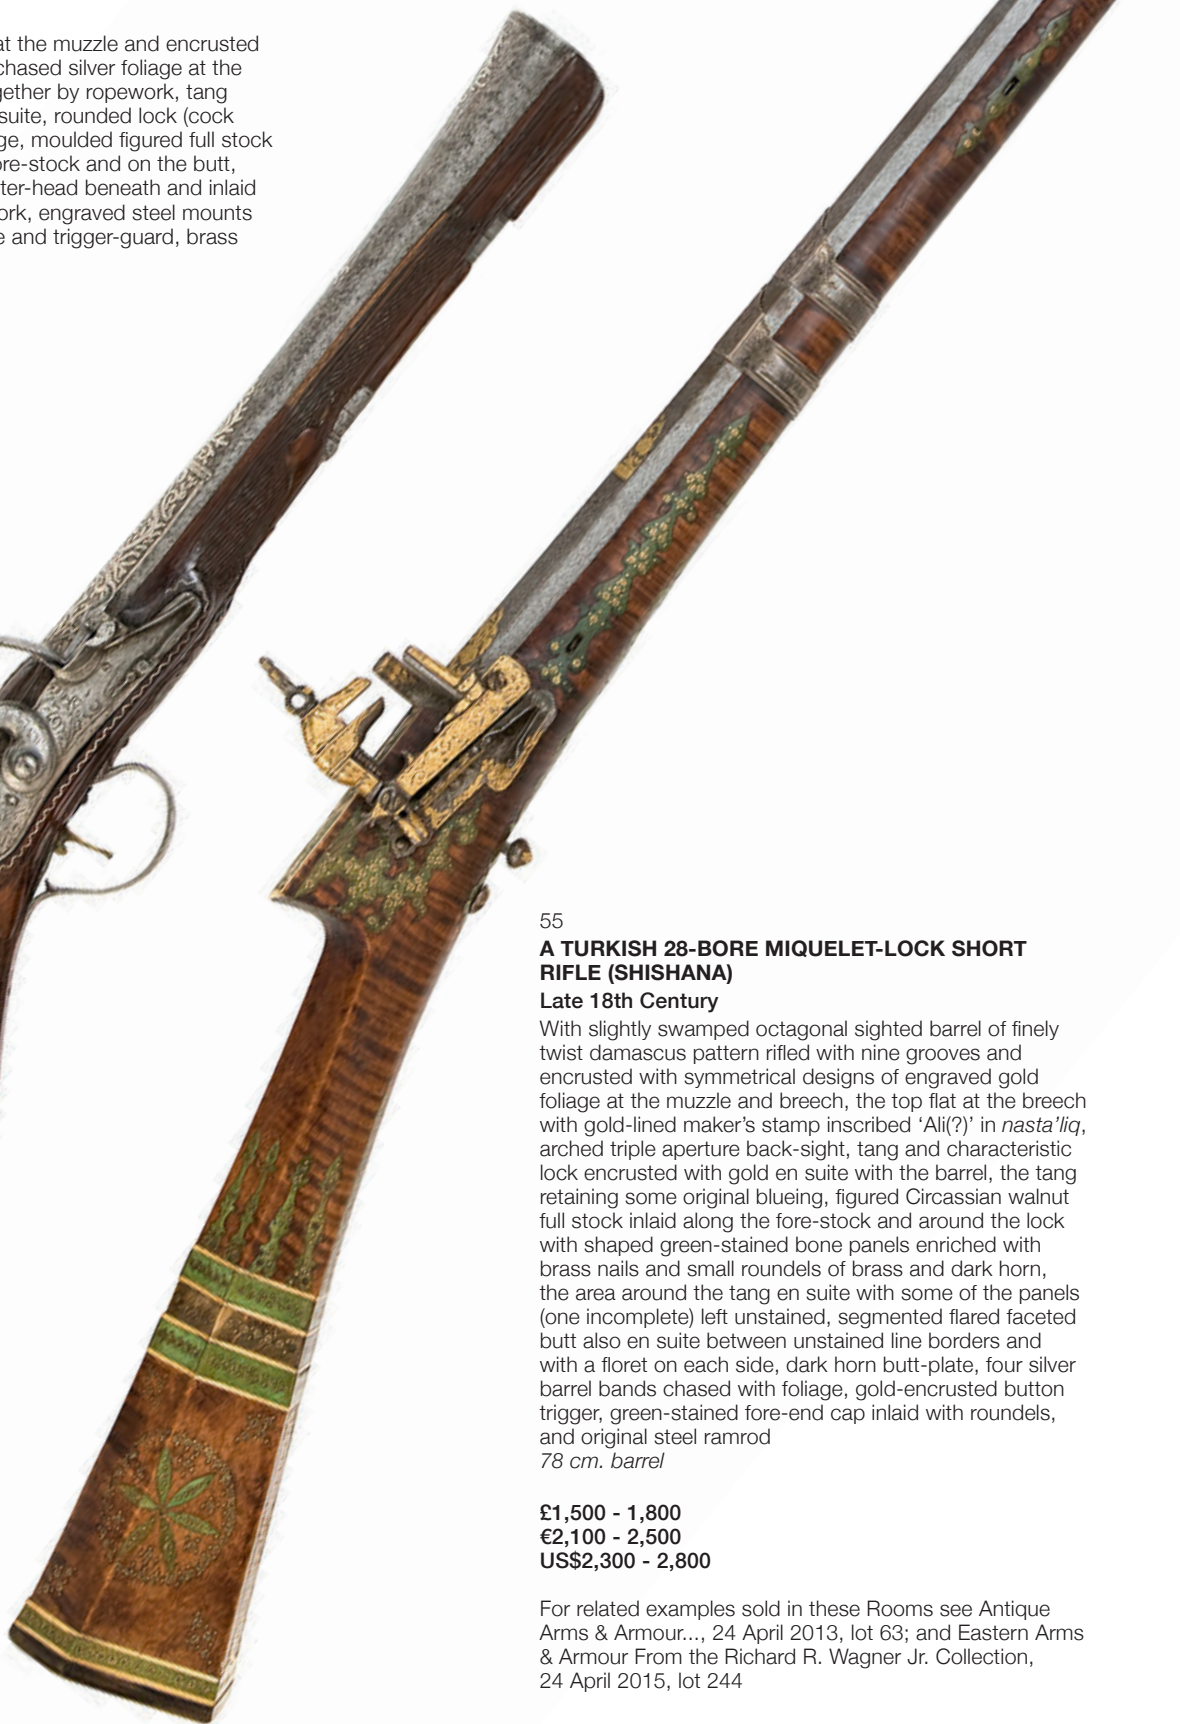 at the muzzle and encrusted
chased silver foliage at the
gether by ropework, tang
suite, rounded lock (cock
ge, moulded figured full stock
ore-stock and on the butt,
ter-head beneath and inlaid
ork, engraved steel mounts
e and trigger-guard, brass
55
A TURKISH 28-BORE MIQUELET-LOCK SHORT
RIFLE (SHISHANA)
Late 18th Century
With slightly swamped octagonal sighted barrel of finely
twist damascus pattern rifled with nine grooves and
encrusted with symmetrical designs of engraved gold
foliage at the muzzle and breech, the top flat at the breech
with gold-lined maker's stamp inscribed 'Ali(?)' in nasta'liq,
arched triple aperture back-sight, tang and characteristic
lock encrusted with gold en suite with the barrel, the tang
retaining some original blueing, figured Circassian walnut
full stock inlaid along the fore-stock and around the lock
with shaped green-stained bone panels enriched with
brass nails and small roundels of brass and dark horn,
the area around the tang en suite with some of the panels
(one incomplete) left unstained, segmented flared faceted
butt also en suite between unstained line borders and
with a floret on each side, dark horn butt-plate, four silver
barrel bands chased with foliage, gold-encrusted button
trigger, green-stained fore-end cap inlaid with roundels,
and original steel ramrod
78 cm. barrel
£1,500 - 1,800
€2,100 - 2,500
US$2,300 - 2,800
For related examples sold in these Rooms see Antique
Arms & Armour..., 24 April 2013, lot 63; and Eastern Arms
& Armour From the Richard R. Wagner Jr. Collection,
24 April 2015, lot 244